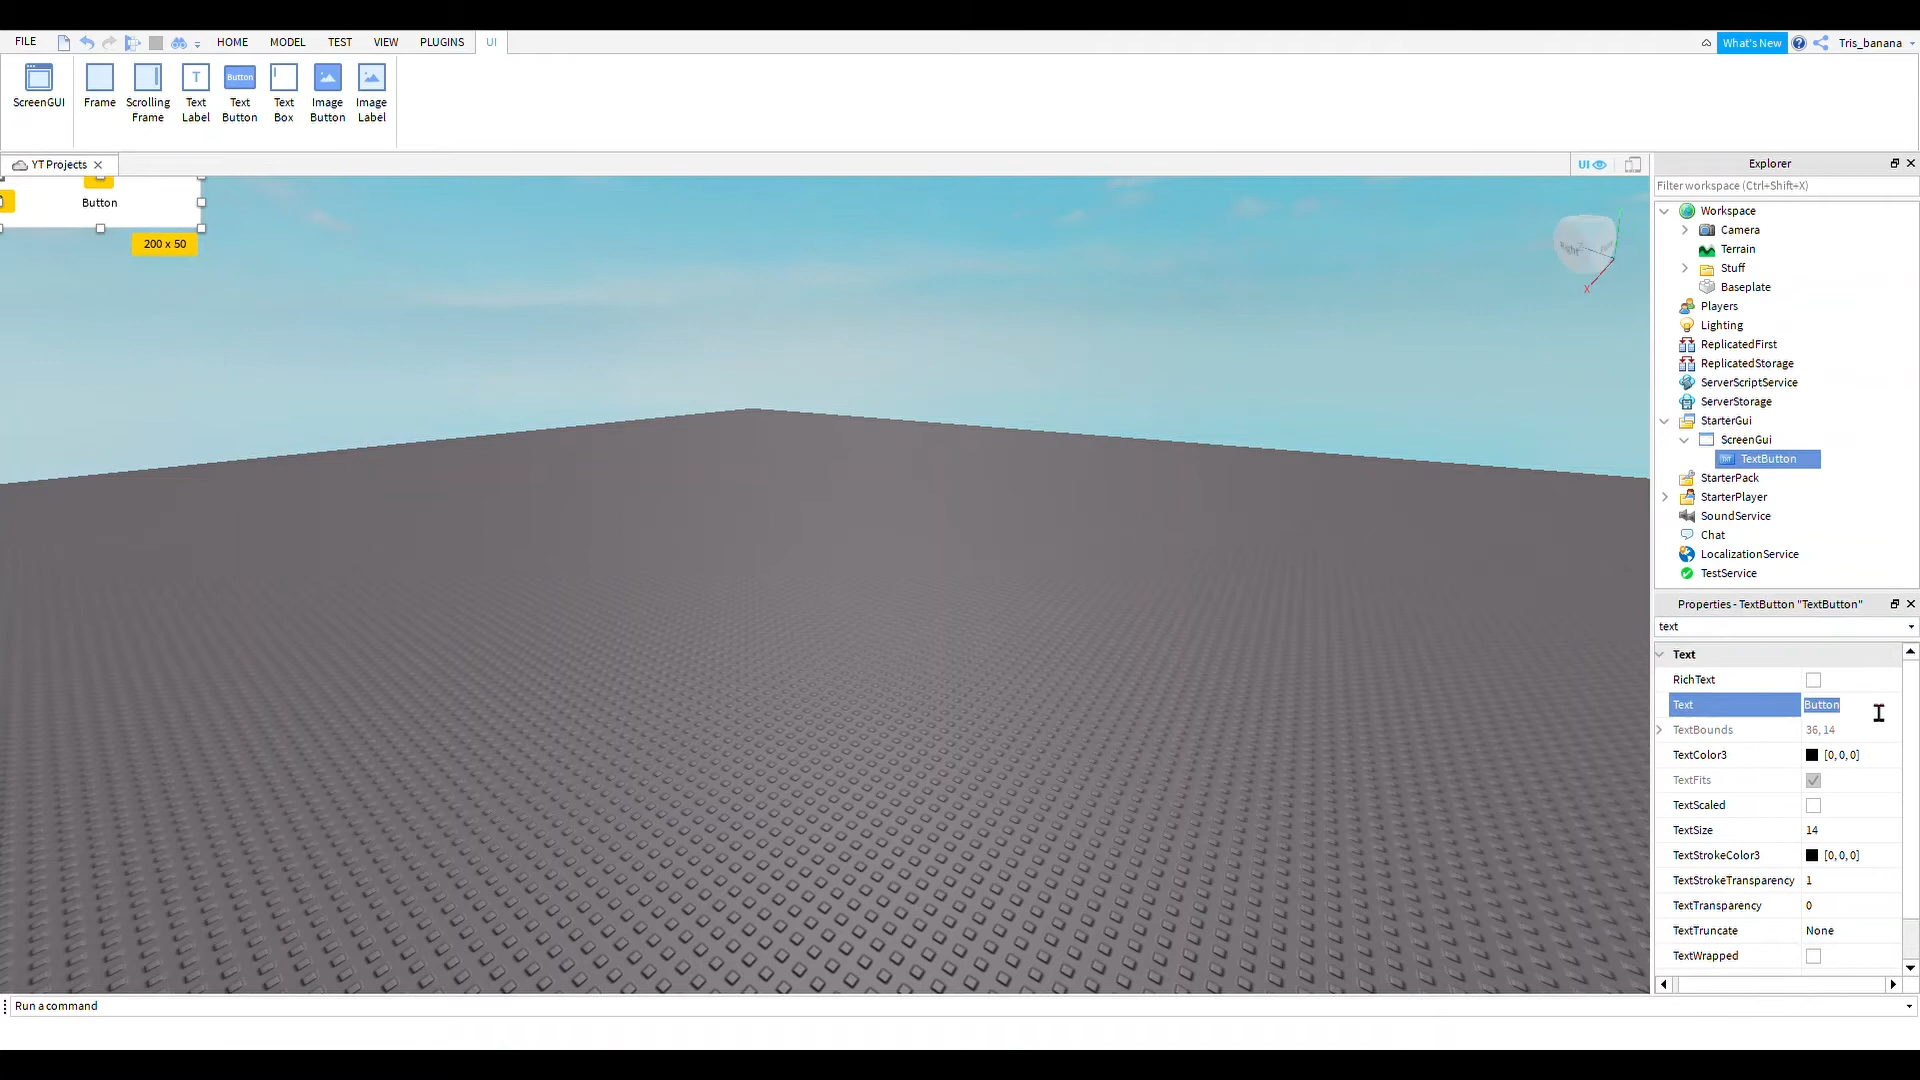 FILE HOME MODEL TEST VIEW PLUGINS UI What's New Tris_banana
ScreenGUI Frame Scrolling Frame Text Label Text Button Text Box Image Button Image Label
Button
T
YT Projects UI
Button
200 x 50
Right
X
Explorer
Filter workspace (Ctrl+Shift+X)
Workspace
Camera
Terrain
Stuff
Baseplate
Players
Lighting
ReplicatedFirst
ReplicatedStorage
ServerScriptService
ServerStorage
StarterGui
ScreenGui
TextButton
StarterPack
StarterPlayer
SoundService
Chat
LocalizationService
TestService
Properties - TextButton "TextButton"
text
Text
RichText
Text Button
TextBounds 36, 14
TextColor3 [0, 0, 0]
TextFits
TextScaled
TextSize 14
TextStrokeColor3 [0, 0, 0]
TextStrokeTransparency 1
TextTransparency 0
TextTruncate None
TextWrapped
Run a command